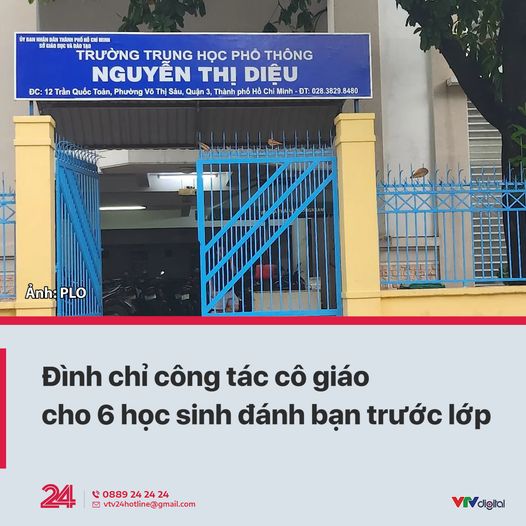 ỦY BAN NHÂN DÂN THÀNH PHỐ HỒ CHÍ MINH
SỞ GIÁO DỤC VÀ ĐÀO TẠO
TRƯỜNG TRUNG HỌC PHỔ THÔNG
NGUYỄN THỊ DIỆU
ĐC: 12 Trần Quốc Toản, Phường Võ Thị Sáu, Quận 3, Thành phố Hồ Chí Minh - ĐT: 028.3829.8480
Ảnh: PLO
Đình chỉ công tác cô giáo
cho 6 học sinh đánh bạn trước lớp
24
0889 24 24 24
vtv24hotline@gmail.com
VTV digital